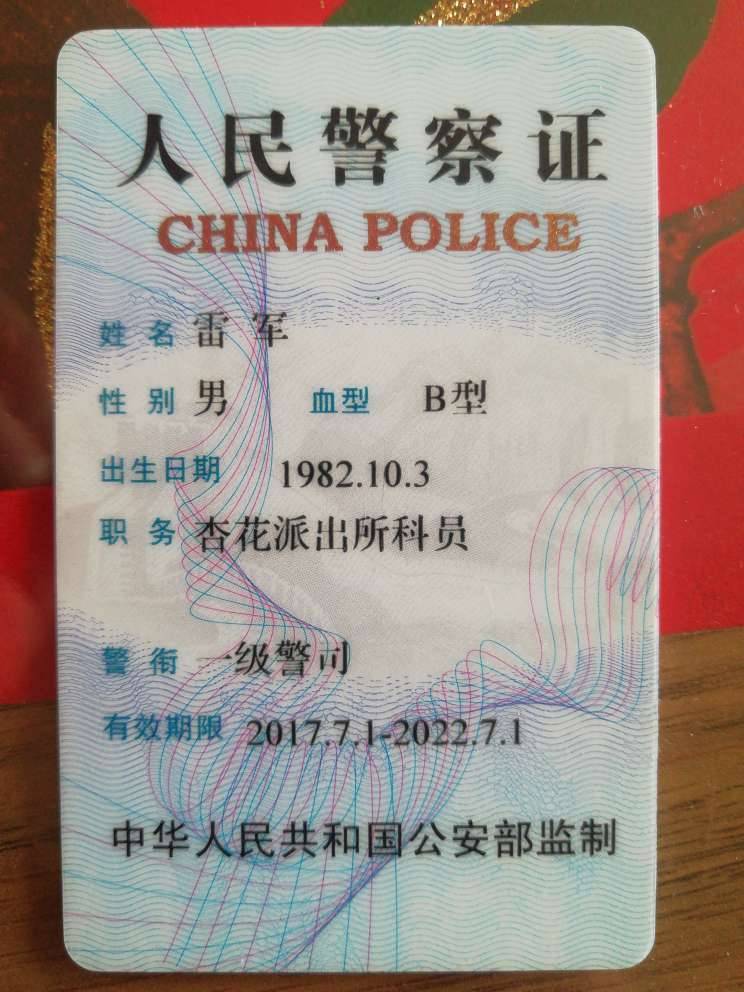 人民警察证
CHINA POLICE
姓名 雷军
性别 男 血型 B型
出生日期 1982.10.3
职务 杏花派出所科员
警衔 一级警司
有效期限 2017.7.1-2022.7.1
中华人民共和国公安部监制